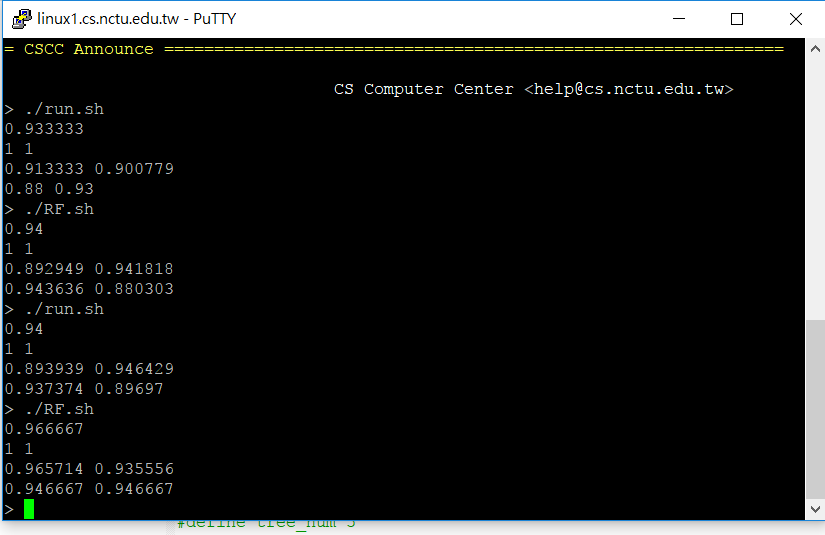 linux1.cs.nctu.edu.tw - PuTTY
= CSCC Announce ==============================================================
CS Computer Center <help@cs.nctu.edu.tw>
> ./run.sh
0.933333
1 1
0.913333 0.900779
0.88 0.93
> ./RF.sh
0.94
1 1
0.892949 0.941818
0.943636 0.880303
> ./run.sh
0.94
1 1
0.893939 0.946429
0.937374 0.89697
> ./RF.sh
0.966667
1 1
0.965714 0.935556
0.946667 0.946667
>
#define tree_num 5